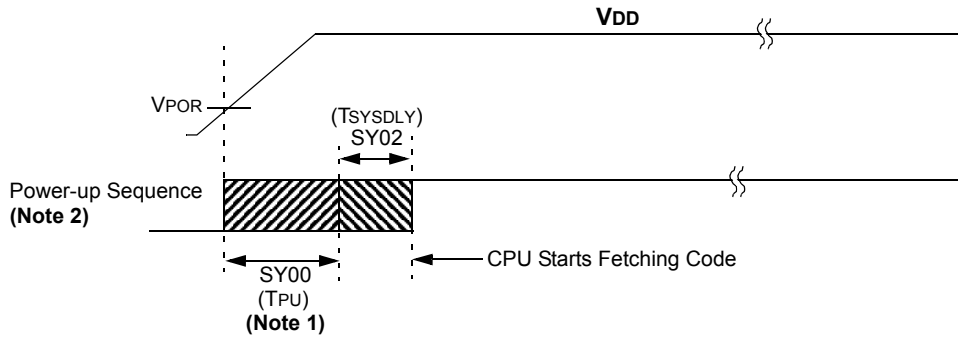 VDD
VPOR
(TSYSDLY)
SY02
Power-up Sequence
(Note 2)
CPU Starts Fetching Code
SY00
(TPU)
(Note 1)